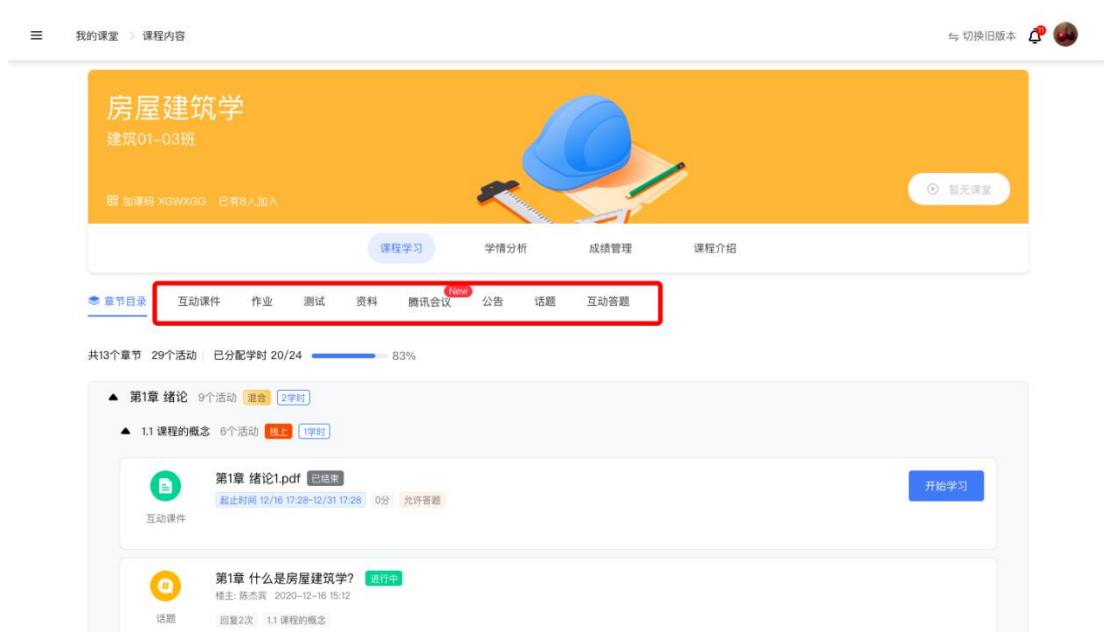 我的课堂 > 课程内容 切换旧版本 11
房屋建筑学
建筑01-03班
加课码 XGWXGG 已有8人加入 暂无课堂
课程学习 学情分析 成绩管理 课程介绍
章节目录 互动课件 作业 测试 资料 腾讯会议 New 公告 话题 互动答题
共13个章节 29个活动 已分配学时 20/24 83%
第1章 绪论 9个活动 混合 2学时
1.1 课程的概念 6个活动 线上 1学时
第1章 绪论1.pdf 已结束
起止时间 12/16 17:28-12/31 17:28 0分 允许答题 开始学习
互动课件
第1章 什么是房屋建筑学? 进行中
楼主: 陈杰宾 2020-12-16 15:12
话题 回复2次 1.1 课程的概念